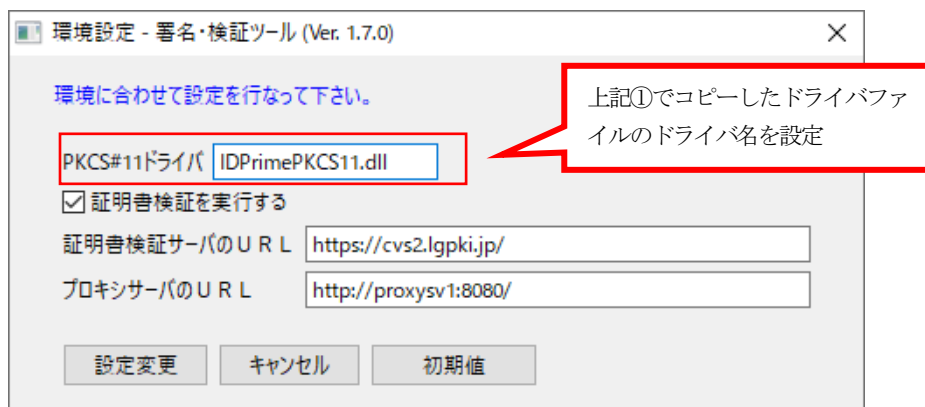 環境設定 - 署名・検証ツール (Ver. 1.7.0)
環境に合わせて設定を行なって下さい。
上記①でコピーしたドライバファ
イルのドライバ名を設定
PKCS#11ドライバ IDPrimePKCS11.dll
証明書検証を実行する
証明書検証サーバのURL https://cvs2.lgpki.jp/
プロキシサーバのURL http://proxysv1:8080/
設定変更 キャンセル 初期値